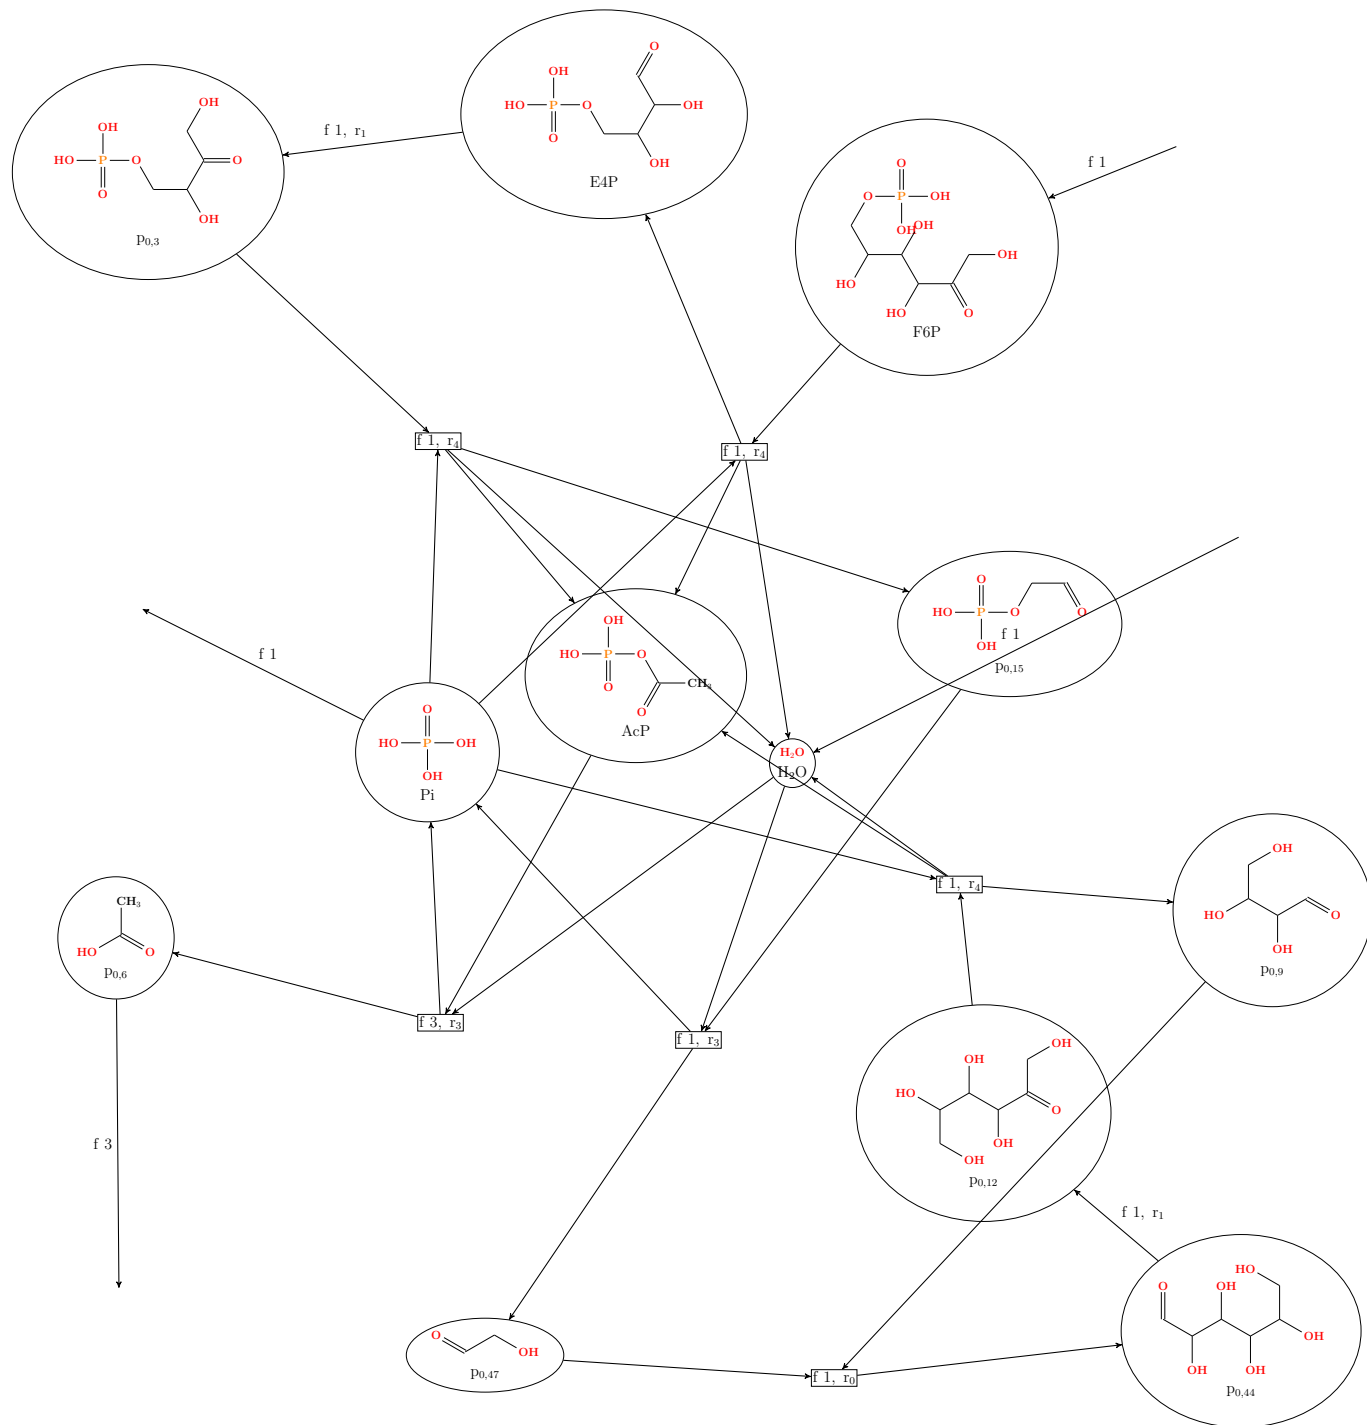 O
OH
HO P O OH
O
OH
E4P
f 1, r₁
OH
OH
HO P O O
O
OH
p₀,₃
f 1
O
O P OH
OH
OH
OH
HO
HO O
F6P
f 1, r₄
f 1, r₄
O
HO P O O
OH
f 1
p₀,₁₅
OH
HO P O
O CH₃
O
AcP
f 1
O
HO P OH
OH
Pi
H₂O
H₂O
f 1, r₄
OH
HO O
OH
p₀,₉
CH₃
HO O
p₀,₆
f 3, r₃
f 1, r₃
OH
OH
HO O
OH
OH
p₀,₁₂
f 3
f 1, r₁
HO
O OH
OH
OH OH
p₀,₄₄
O
OH
p₀,₄₇
f 1, r₀